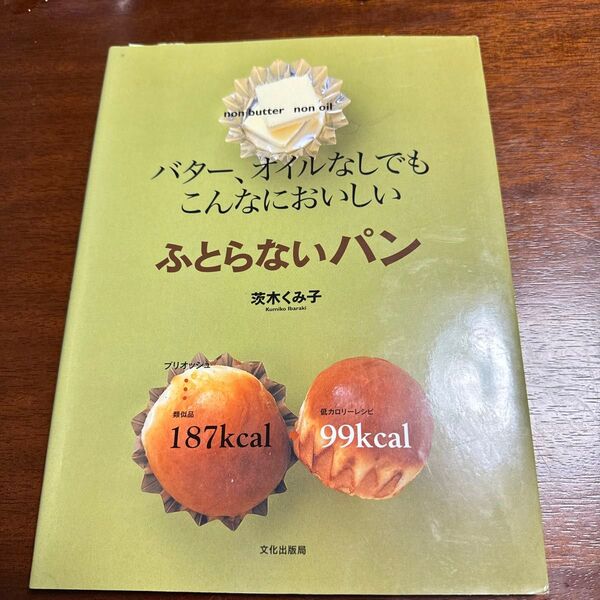 non butter non oil
バター、オイルなしでも
こんなにおいしい
ふとらないパン
茨木くみ子
Kumiko Ibaraki
ブリオッシュ
類似品
187kcal
低カロリーレシピ
99kcal
文化出版局